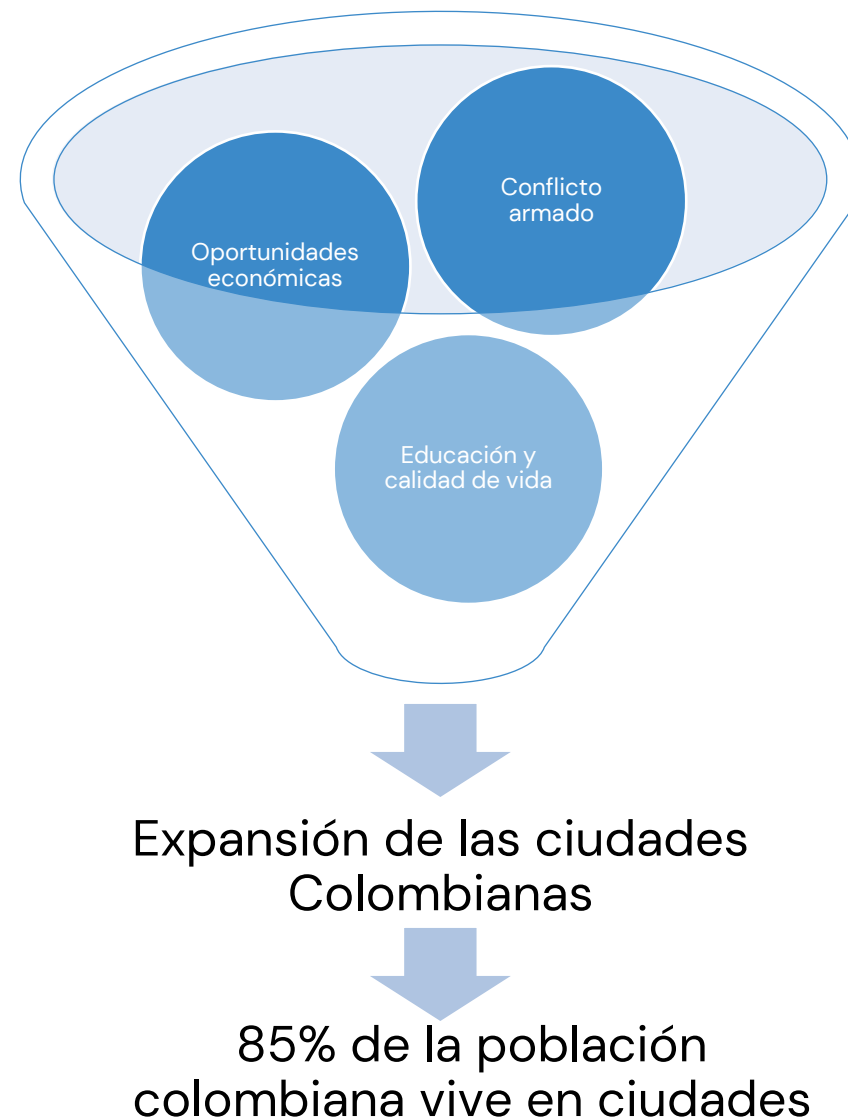 Conflicto
armado
Oportunidades
económicas
Educación y
calidad de vida
Expansión de las ciudades
Colombianas
85% de la población
colombiana vive en ciudades